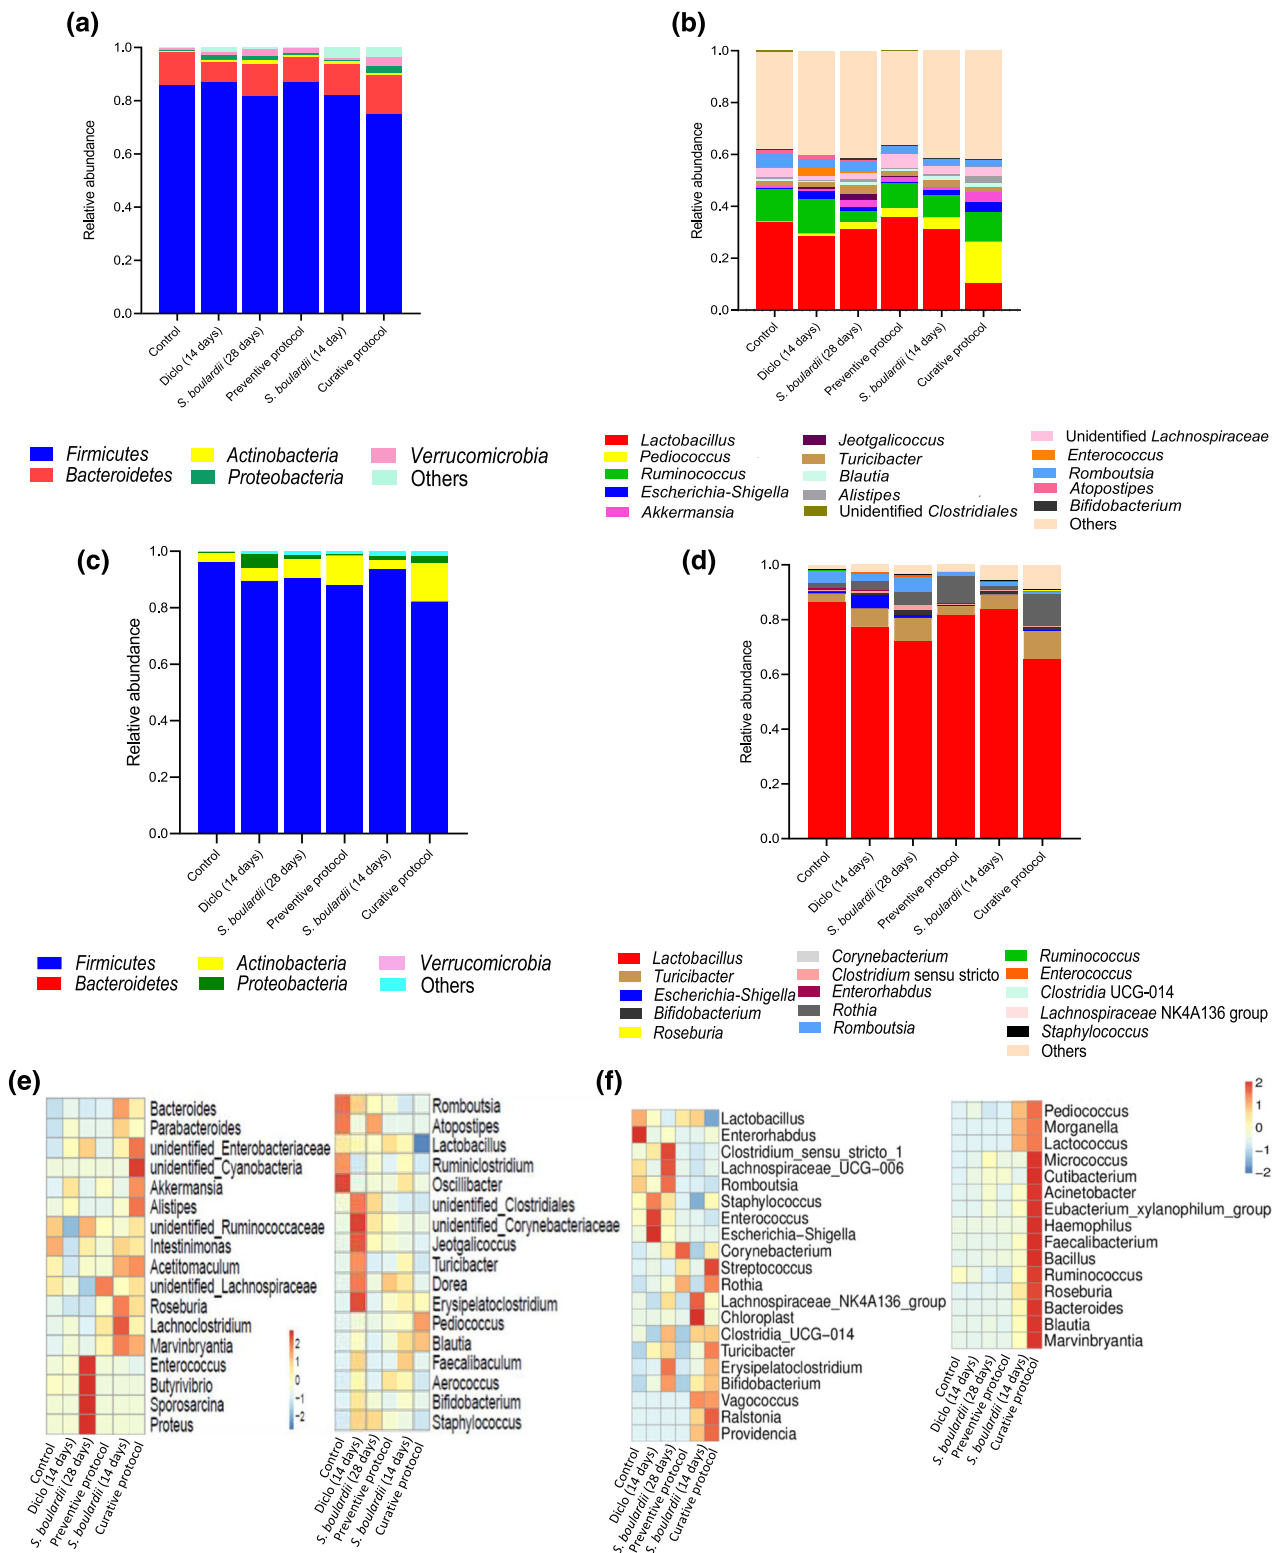 (a)
Relative abundance
1.0
0.8
0.6
0.4
0.2
0.0
Control
Diclo (14 days)
S. boulardii (28 days)
Preventive protocol
S. boulardii (14 day)
Curative protocol
Firmicutes
Bacteroidetes
Actinobacteria
Proteobacteria
Verrucomicrobia
Others
(b)
Relative abundance
1.0
0.8
0.6
0.4
0.2
0.0
Control
Diclo (14 days)
S. boulardii (28 days)
Preventive protocol
S. boulardii (14 days)
Curative protocol
Lactobacillus
Pediococcus
Ruminococcus
Escherichia-Shigella
Akkermansia
Jeotgalicoccus
Turicibacter
Blautia
Alistipes
Unidentified Clostridiales
Unidentified Lachnospiraceae
Enterococcus
Romboutsia
Atopostipes
Bifidobacterium
Others
(c)
Relative abundance
1.0
0.8
0.6
0.4
0.2
0.0
Control
Diclo (14 days)
S. boulardii (28 days)
Preventive protocol
S. boulardii (14 days)
Curative protocol
Firmicutes
Bacteroidetes
Actinobacteria
Proteobacteria
Verrucomicrobia
Others
(d)
Relative abundance
1.0
0.8
0.6
0.4
0.2
0.0
Control
Diclo (14 days)
S. boulardii (28 days)
Preventive protocol
S. boulardii (14 days)
Curative protocol
Lactobacillus
Turicibacter
Escherichia-Shigella
Bifidobacterium
Roseburia
Corynebacterium
Clostridium sensu stricto
Enterorhabdus
Rothia
Romboutsia
Ruminococcus
Enterococcus
Clostridia UCG-014
Lachnospiraceae NK4A136 group
Staphylococcus
Others
(e)
Bacteroides
Parabacteroides
unidentified_Enterobacteriaceae
unidentified_Cyanobacteria
Akkermansia
Alistipes
unidentified_Ruminococcaceae
Intestinimonas
Acetitomaculum
unidentified_Lachnospiraceae
Roseburia
Lachnoclostridium
Marvinbryantia
Enterococcus
Butyrivibrio
Sporosarcina
Proteus
2
1
0
−1
−2
Control
Diclo (14 days)
S. boulardii (28 days)
Preventive protocol
S. boulardii (14 days)
Curative protocol
Romboutsia
Atopostipes
Lactobacillus
Ruminiclostridium
Oscillibacter
unidentified_Clostridiales
unidentified_Corynebacteriaceae
Jeotgalicoccus
Turicibacter
Dorea
Erysipelatoclostridium
Pediococcus
Blautia
Faecalibaculum
Aerococcus
Bifidobacterium
Staphylococcus
Control
Diclo (14 days)
S. boulardii (28 days)
Preventive protocol
S. boulardii (14 days)
Curative protocol
(f)
Lactobacillus
Enterorhabdus
Clostridium_sensu_stricto_1
Lachnospiraceae_UCG−006
Romboutsia
Staphylococcus
Enterococcus
Escherichia−Shigella
Corynebacterium
Streptococcus
Rothia
Lachnospiraceae_NK4A136_group
Chloroplast
Clostridia_UCG−014
Turicibacter
Erysipelatoclostridium
Bifidobacterium
Vagococcus
Ralstonia
Providencia
Control
Diclo (14 days)
S. boulardii (28 days)
Preventive protocol
S. boulardii (14 days)
Curative protocol
Pediococcus
Morganella
Lactococcus
Micrococcus
Cutibacterium
Acinetobacter
Eubacterium_xylanophilum_group
Haemophilus
Faecalibacterium
Bacillus
Ruminococcus
Roseburia
Bacteroides
Blautia
Marvinbryantia
2
1
0
−1
−2
Control
Diclo (14 days)
S. boulardii (28 days)
Preventive protocol
S. boulardii (14 days)
Curative protocol